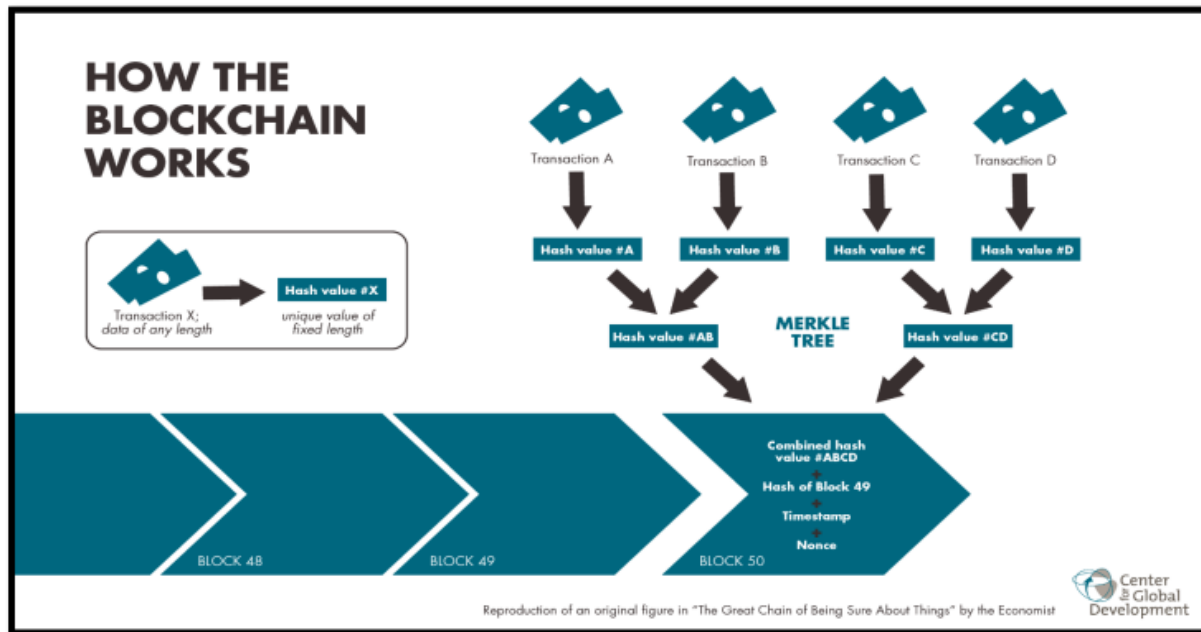 HOW THE
BLOCKCHAIN
WORKS
Transaction A
Transaction B
Transaction C
Transaction D
Hash value #A
Hash value #B
Hash value #C
Hash value #D
Hash value #X
Transaction X;
data of any length
unique value of
fixed length
Hash value #AB
MERKLE
TREE
Hash value #CD
Combined hash
value #ABCD
+
Hash of Block 49
+
Timestamp
+
Nonce
BLOCK 48
BLOCK 49
BLOCK 50
Reproduction of an original figure in "The Great Chain of Being Sure About Things" by the Economist
Center
for Global
Development